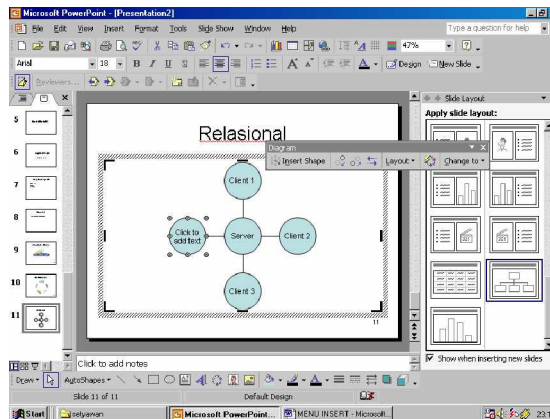 Microsoft PowerPoint - [Presentation2]
File Edit View Insert Format Tools Slide Show Window Help
Type a question for help
47%
Arial 18 B I U S Design New Slide
Reviewers...
Slide Layout
Apply slide layout:
Relasional
Diagram
Insert Shape Layout Change to
Client 1
Click to add text
Server
Client 2
Client 3
11
5
6
7
8
9
10
11
Click to add notes
Show when inserting new slides
Draw AutoShapes
Slide 11 of 11 Default Design
Start setyawan Microsoft PowerPoint... MENU INSERT - Microsoft...